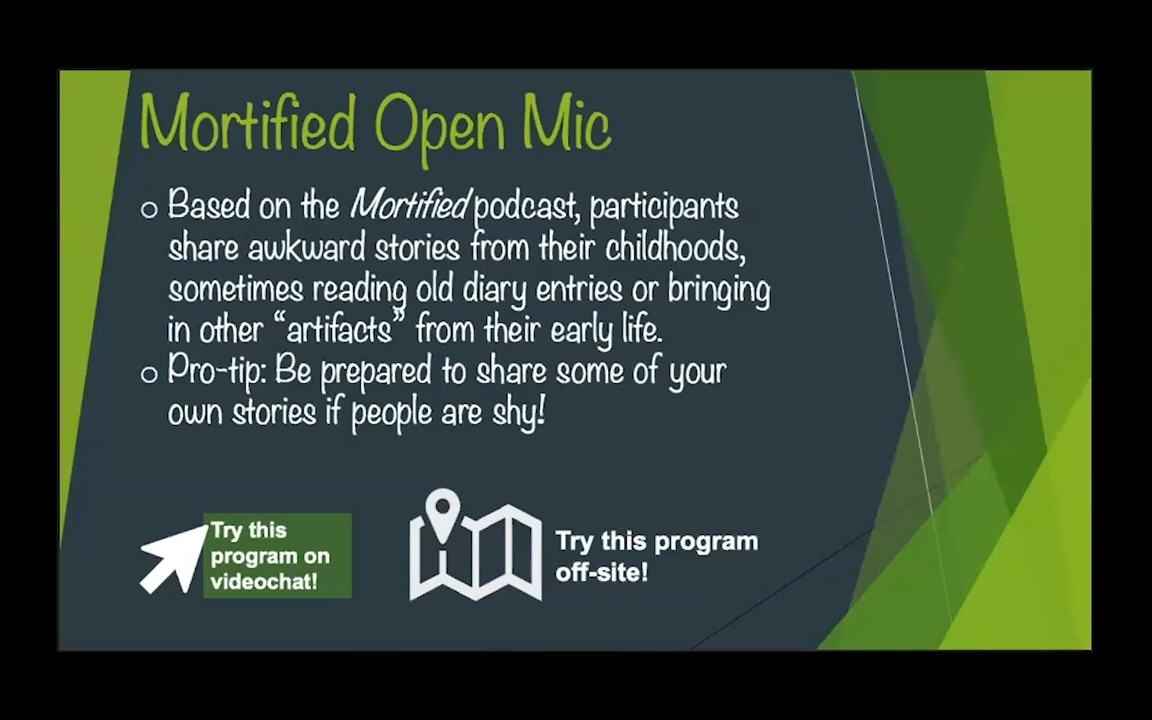 Mortified Open Mic
o Based on the Mortified podcast, participants
share awkward stories from their childhoods,
sometimes reading old diary entries or bringing
in other “artifacts” from their early life.
o Pro-tip: Be prepared to share some of your
own stories if people are shy!
Try this
program on
videochat!
Try this program
off-site!